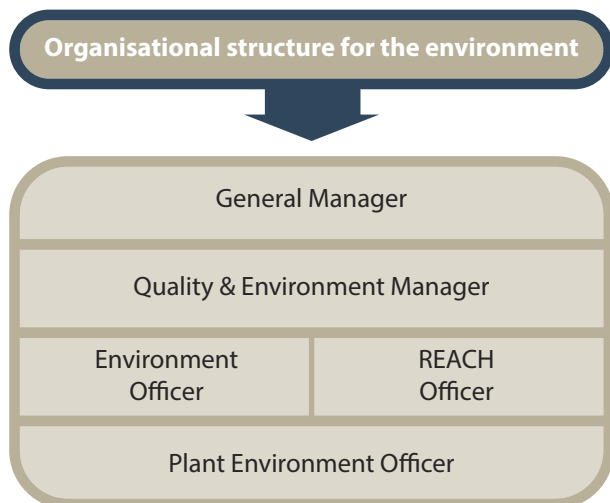 Organisational structure for the environment
General Manager
Quality & Environment Manager
Environment
Officer
REACH
Officer
Plant Environment Officer